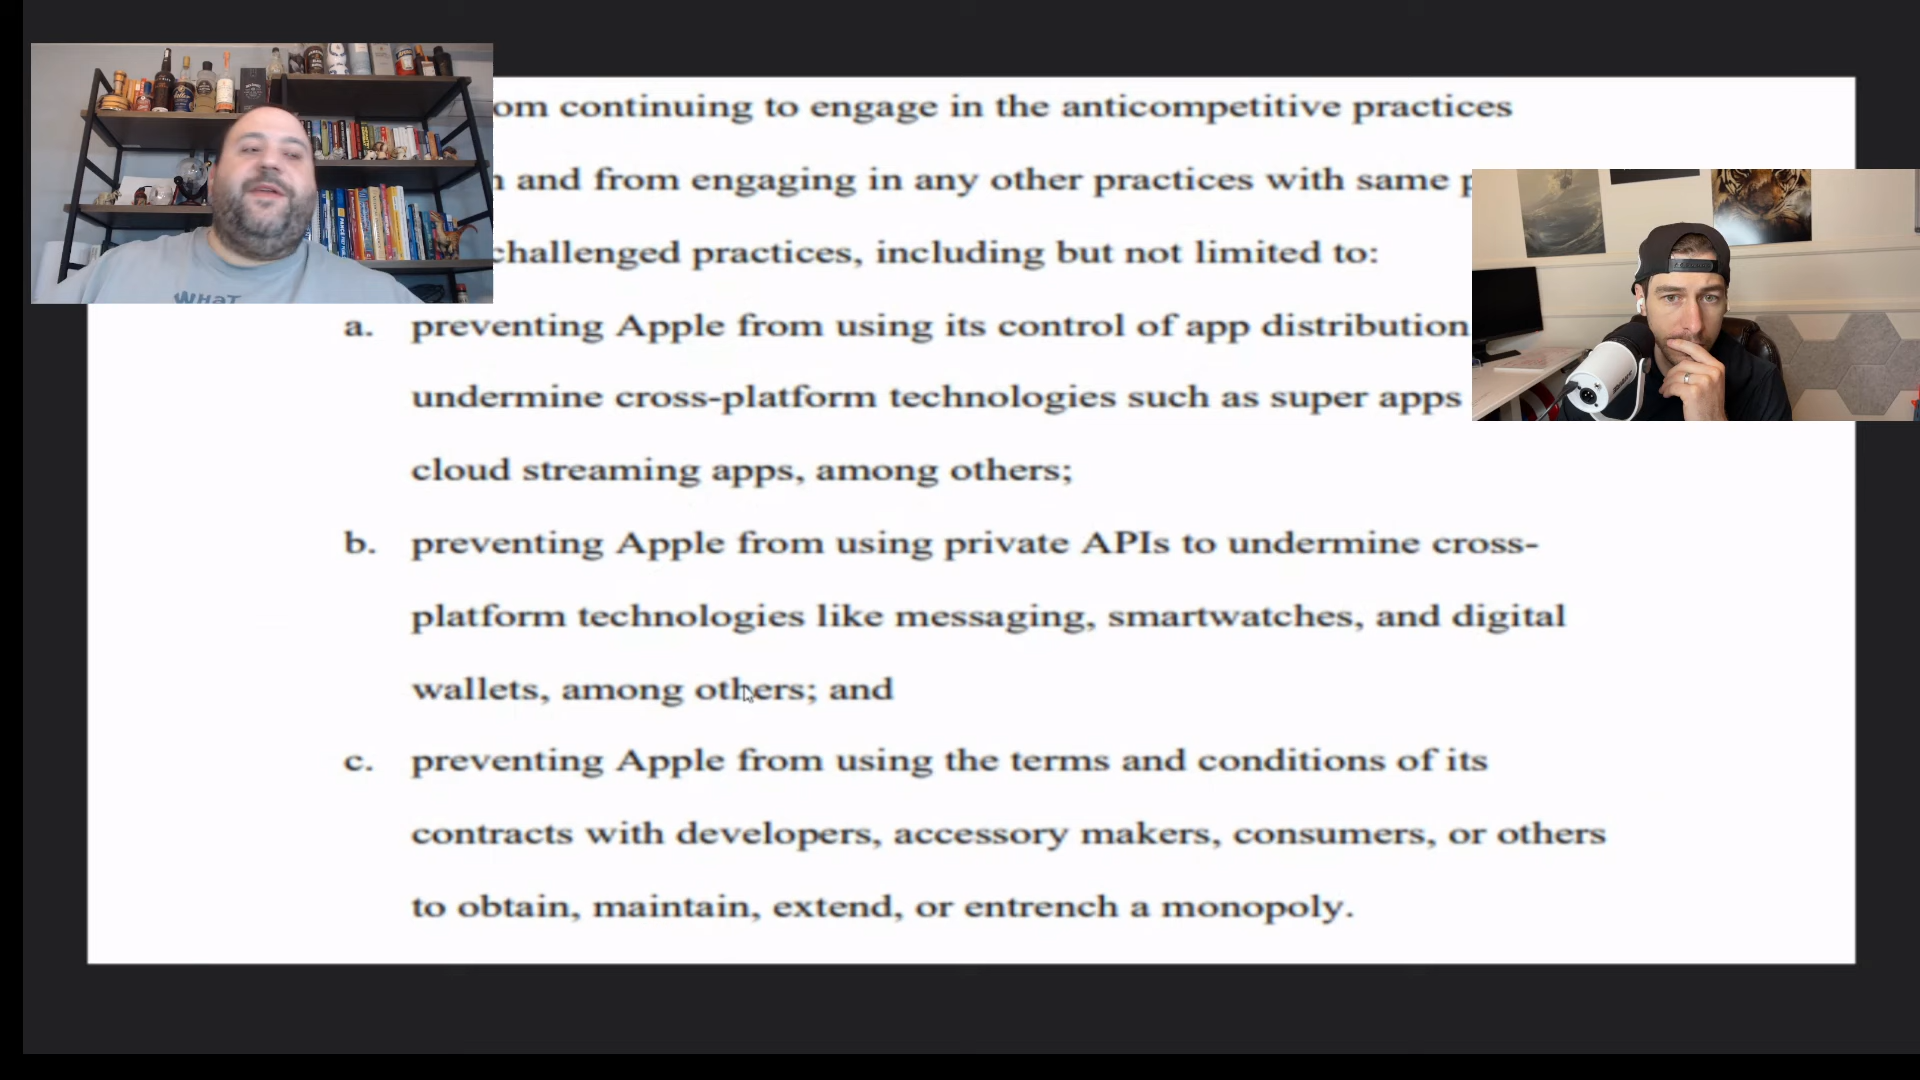 continuing to engage in the anticompetitive practices
and from engaging in any other practices with same
challenged practices, including but not limited to:
a. preventing Apple from using its control of app distribution
undermine cross-platform technologies such as super apps
cloud streaming apps, among others;
b. preventing Apple from using private APIs to undermine cross-
platform technologies like messaging, smartwatches, and digital
wallets, among others; and
c. preventing Apple from using the terms and conditions of its
contracts with developers, accessory makers, consumers, or others
to obtain, maintain, extend, or entrench a monopoly.
WHAT